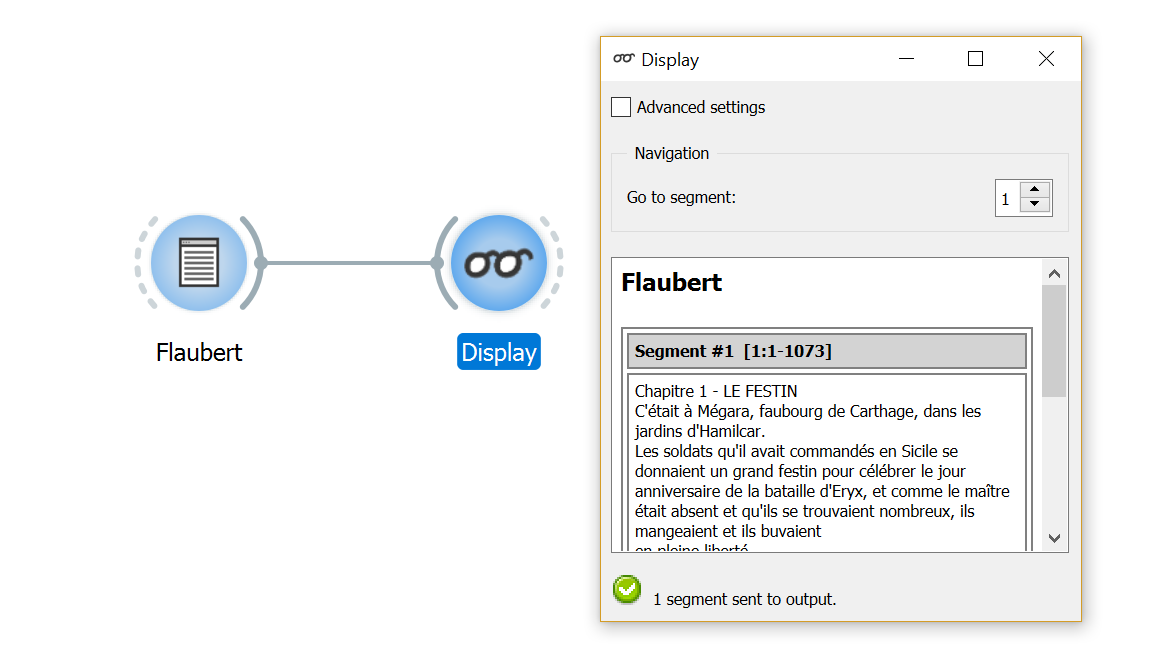 Flaubert
Display
Display
Advanced settings
Navigation
Go to segment:
1
Flaubert
Segment #1 [1:1-1073]
Chapitre 1 - LE FESTIN
C'était à Mégara, faubourg de Carthage, dans les
jardins d'Hamilcar.
Les soldats qu'il avait commandés en Sicile se
donnaient un grand festin pour célébrer le jour
anniversaire de la bataille d'Eryx, et comme le maître
était absent et qu'ils se trouvaient nombreux, ils
mangeaient et ils buvaient
en pleine liberté
1 segment sent to output.